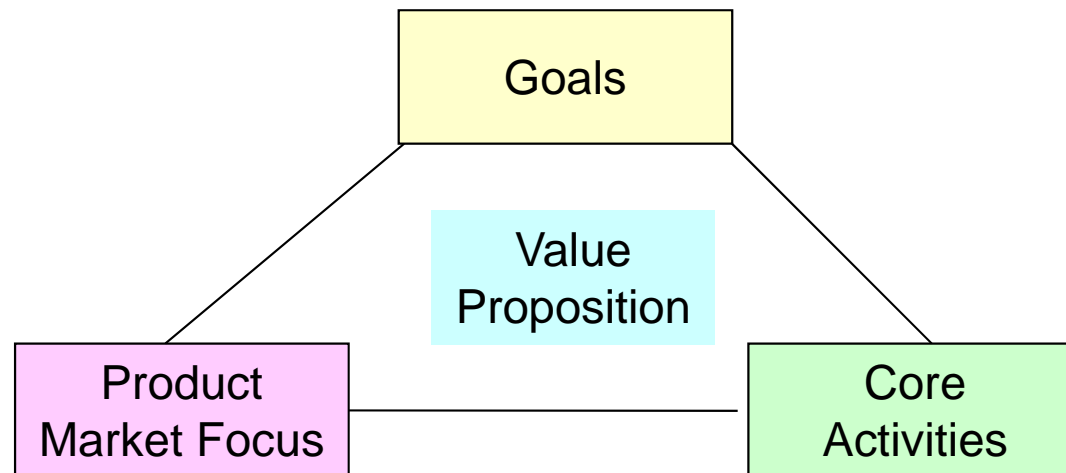 Goals
Value
Proposition
Product
Market Focus
Core
Activities